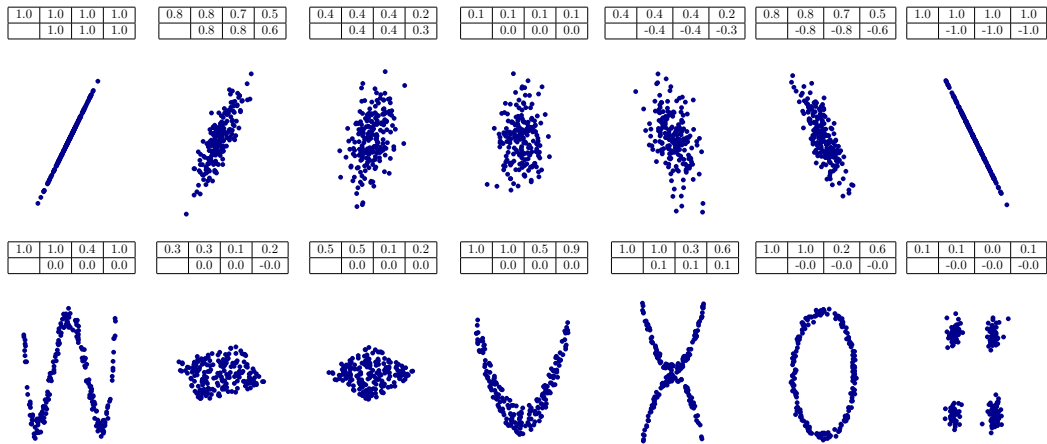 1.0 1.0 1.0 1.0
1.0 1.0 1.0
0.8 0.8 0.7 0.5
0.8 0.8 0.6
0.4 0.4 0.4 0.2
0.4 0.4 0.3
0.1 0.1 0.1 0.1
0.0 0.0 0.0
0.4 0.4 0.4 0.2
-0.4 -0.4 -0.3
0.8 0.8 0.7 0.5
-0.8 -0.8 -0.6
1.0 1.0 1.0 1.0
-1.0 -1.0 -1.0
1.0 1.0 0.4 1.0
0.0 0.0 0.0
0.3 0.3 0.1 0.2
0.0 0.0 -0.0
0.5 0.5 0.1 0.2
0.0 0.0 0.0
1.0 1.0 0.5 0.9
0.0 0.0 0.0
1.0 1.0 0.3 0.6
0.1 0.1 0.1
1.0 1.0 0.2 0.6
-0.0 -0.0 -0.0
0.1 0.1 0.0 0.1
-0.0 -0.0 -0.0